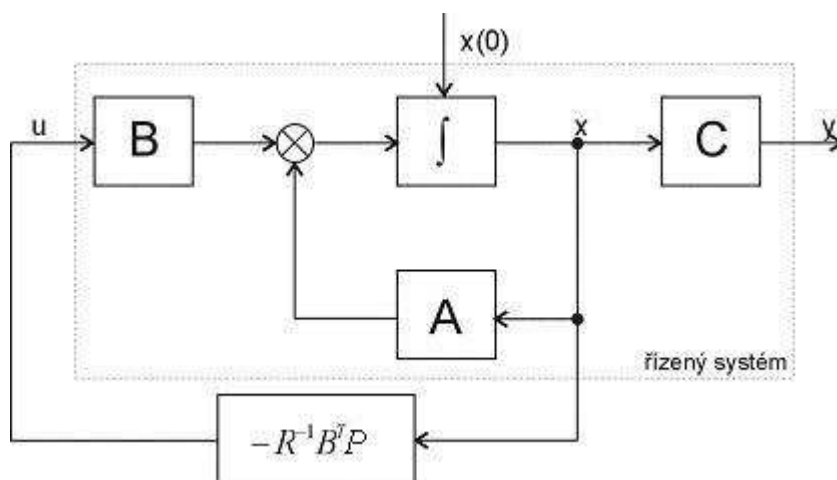 x(0)
u
B
∫
x
C
y
A
řízený systém
−R⁻¹BᵀP